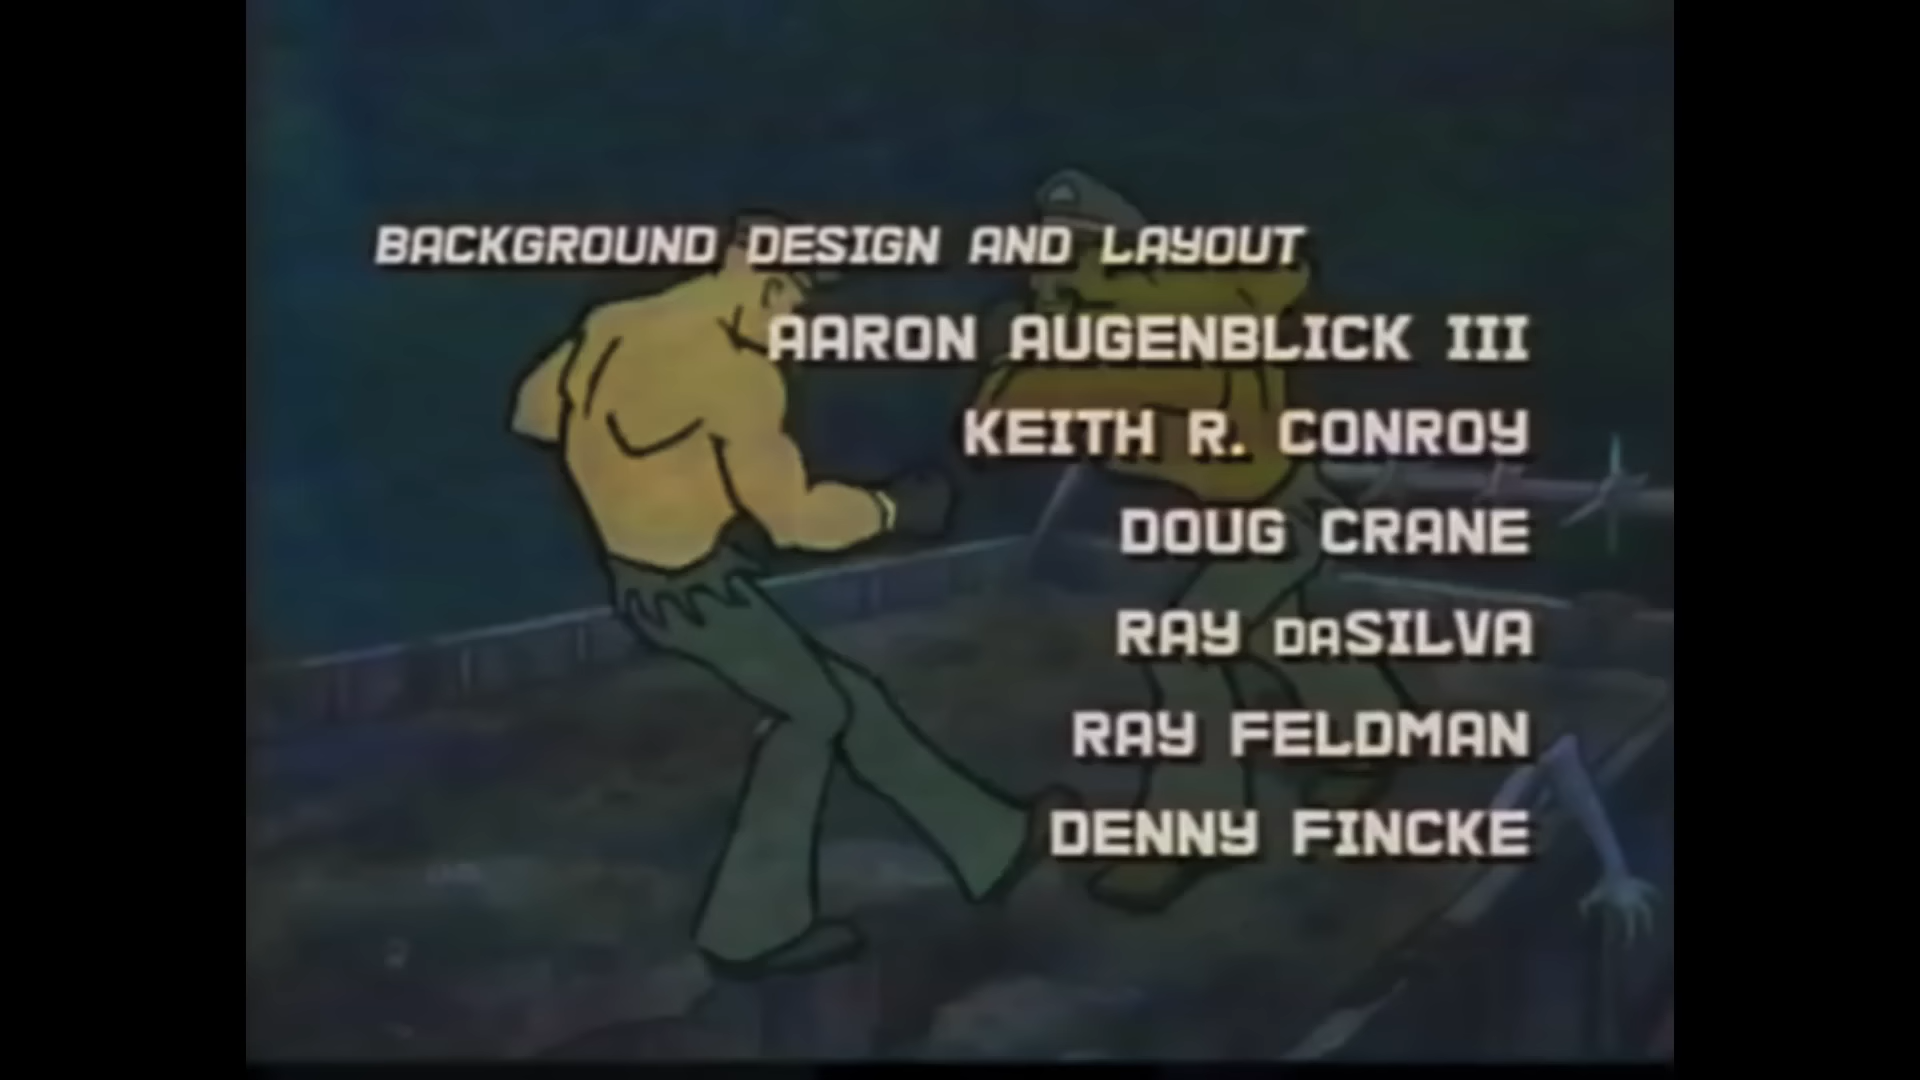 BACKGROUND DESIGN AND LAYOUT
AARON AUGENBLICK III
KEITH R. CONROY
DOUG CRANE
RAY DASILVA
RAY FELDMAN
DENNY FINCKE